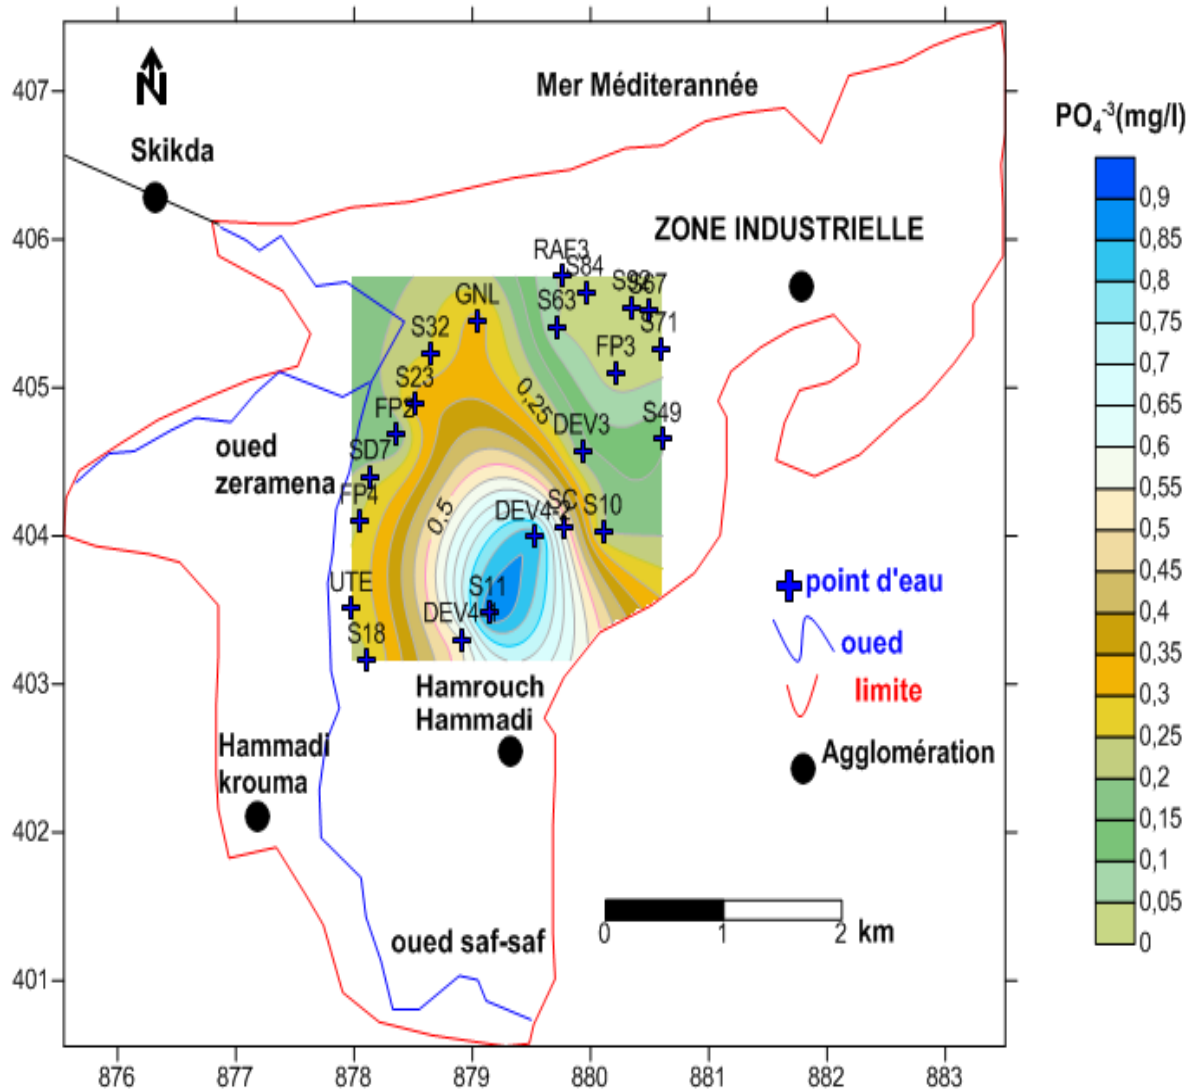 407
406
405
404
403
402
401
876
877
878
879
880
881
882
883
N
Mer Méditerannée
Skikda
ZONE INDUSTRIELLE
RAE3
S84
S92
S67
GNL
S63
S71
S32
FP3
S23
0,25
FP2
DEV3
S49
oued
zeramena
SD7
FP4
0,5
DEV4-2
SC
S10
UTE
S11
DEV4
S18
Hamrouch
Hammadi
Hammadi
krouma
oued saf-saf
point d'eau
oued
limite
Agglomération
0
1
2
km
PO₄⁻³(mg/l)
0,9
0,85
0,8
0,75
0,7
0,65
0,6
0,55
0,5
0,45
0,4
0,35
0,3
0,25
0,2
0,15
0,1
0,05
0